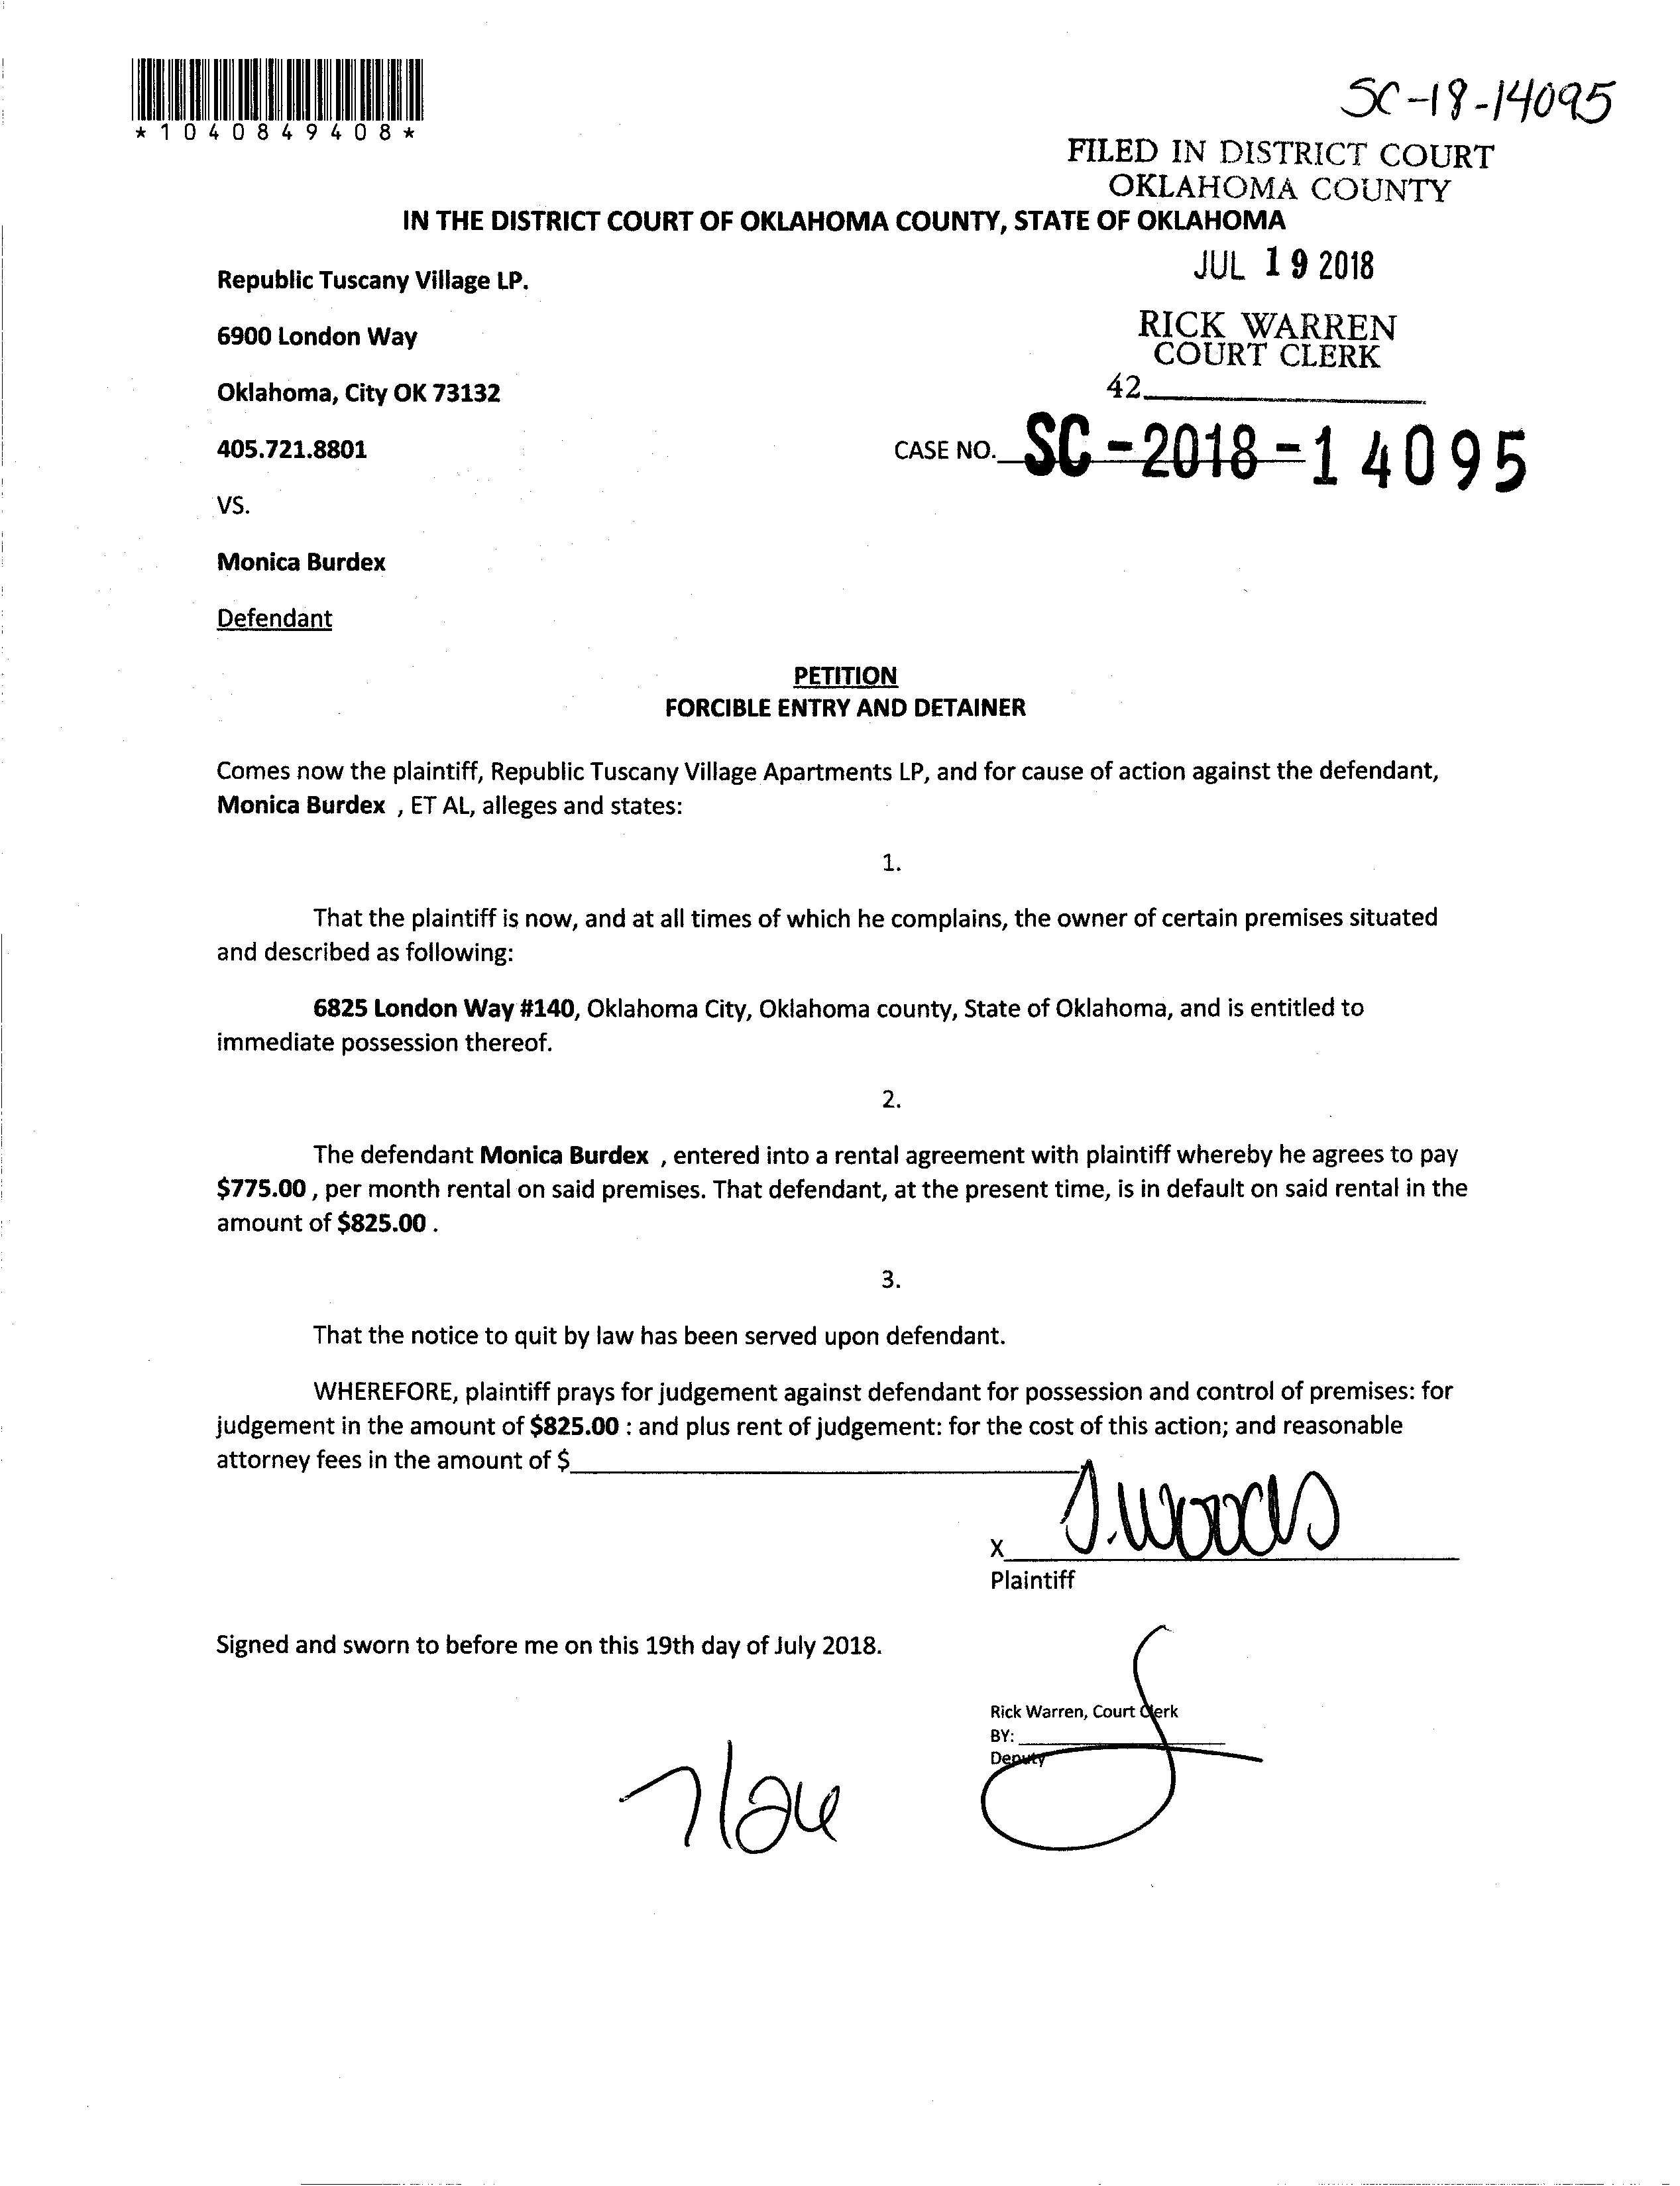 *1040849408*
SC-18-14095
FILED IN DISTRICT COURT
OKLAHOMA COUNTY
IN THE DISTRICT COURT OF OKLAHOMA COUNTY, STATE OF OKLAHOMA
JUL 19 2018
Republic Tuscany Village LP.
RICK WARREN
COURT CLERK
6900 London Way
42
Oklahoma, City OK 73132
405.721.8801
CASE NO. SC-2018-14095
VS.
Monica Burdex
Defendant
PETITION
FORCIBLE ENTRY AND DETAINER
Comes now the plaintiff, Republic Tuscany Village Apartments LP, and for cause of action against the defendant,
Monica Burdex , ET AL, alleges and states:
1.
That the plaintiff is now, and at all times of which he complains, the owner of certain premises situated
and described as following:
6825 London Way #140, Oklahoma City, Oklahoma county, State of Oklahoma, and is entitled to
immediate possession thereof.
2.
The defendant Monica Burdex , entered into a rental agreement with plaintiff whereby he agrees to pay
$775.00 , per month rental on said premises. That defendant, at the present time, is in default on said rental in the
amount of $825.00 .
3.
That the notice to quit by law has been served upon defendant.
WHEREFORE, plaintiff prays for judgement against defendant for possession and control of premises: for
judgement in the amount of $825.00 : and plus rent of judgement: for the cost of this action; and reasonable
attorney fees in the amount of $
X J. Woods
Plaintiff
Signed and sworn to before me on this 19th day of July 2018.
Rick Warren, Court Clerk
BY:
Deputy